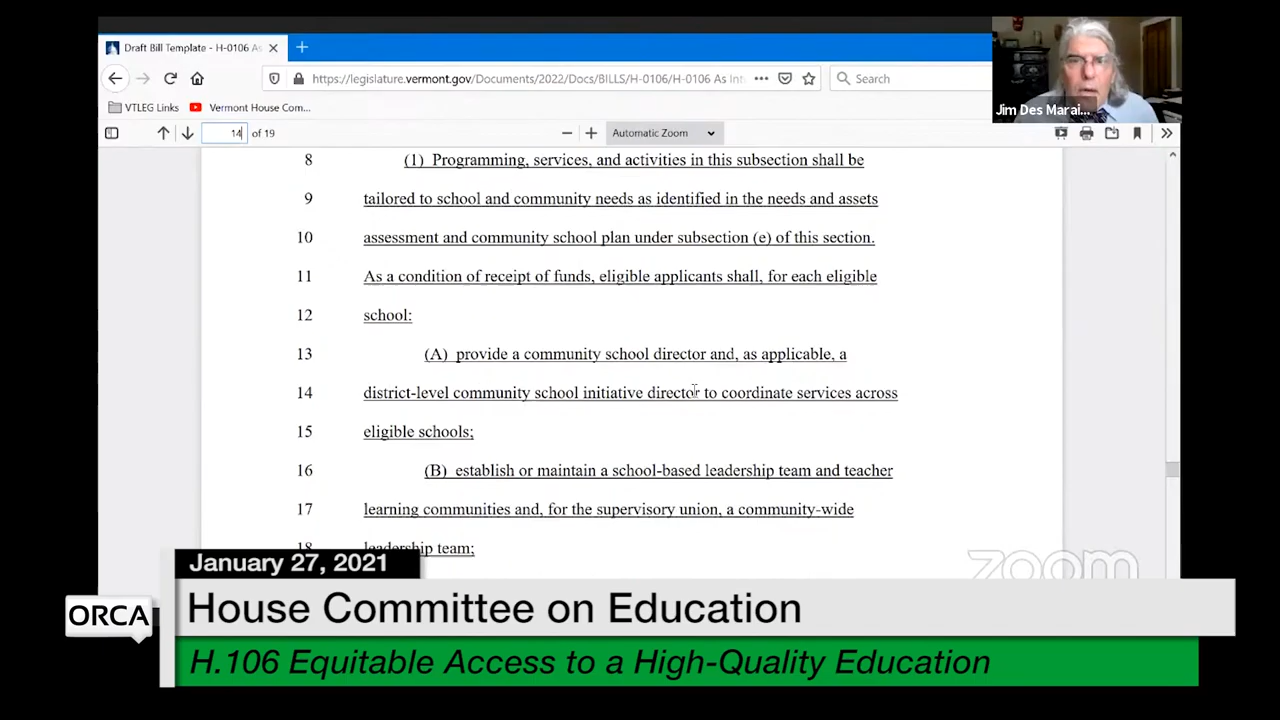 Draft Bill Template - H-0106 As
https://legislature.vermont.gov/Documents/2022/Docs/BILLS/H-0106/H-0106 As Int
Search
VTLEG Links
Vermont House Com...
Jim Des Marai...
14 of 19
Automatic Zoom
8 (1) Programming, services, and activities in this subsection shall be
9 tailored to school and community needs as identified in the needs and assets
10 assessment and community school plan under subsection (e) of this section.
11 As a condition of receipt of funds, eligible applicants shall, for each eligible
12 school:
13 (A) provide a community school director and, as applicable, a
14 district-level community school initiative director to coordinate services across
15 eligible schools;
16 (B) establish or maintain a school-based leadership team and teacher
17 learning communities and, for the supervisory union, a community-wide
18 leadership team;
zoom
January 27, 2021
ORCA
House Committee on Education
H.106 Equitable Access to a High-Quality Education